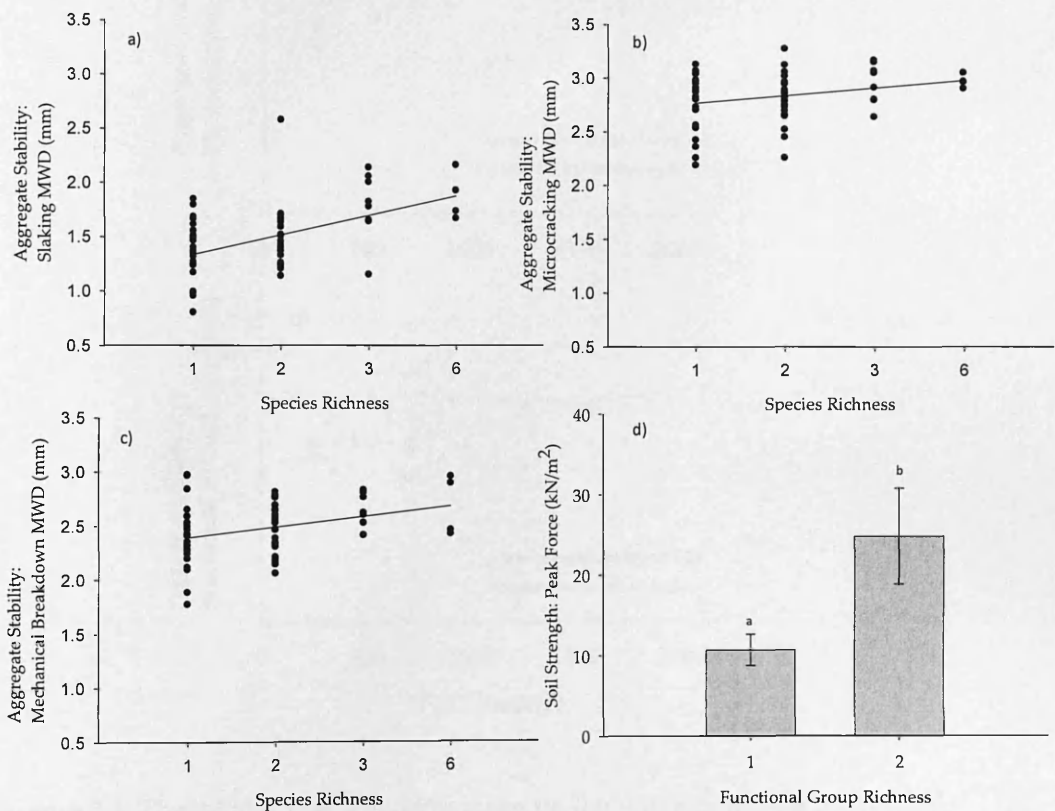 a)
Aggregate Stability:
Slaking MWD (mm)
3.5
3.0
2.5
2.0
1.5
1.0
0.5
1
2
3
6
Species Richness
b)
Aggregate Stability:
Microcracking MWD (mm)
3.5
3.0
2.5
2.0
1.5
1.0
0.5
1
2
3
6
Species Richness
c)
Aggregate Stability:
Mechanical Breakdown MWD (mm)
3.5
3.0
2.5
2.0
1.5
1.0
0.5
1
2
3
6
Species Richness
d)
Soil Strength: Peak Force (kN/m²)
40
30
20
10
0
a
b
1
2
Functional Group Richness